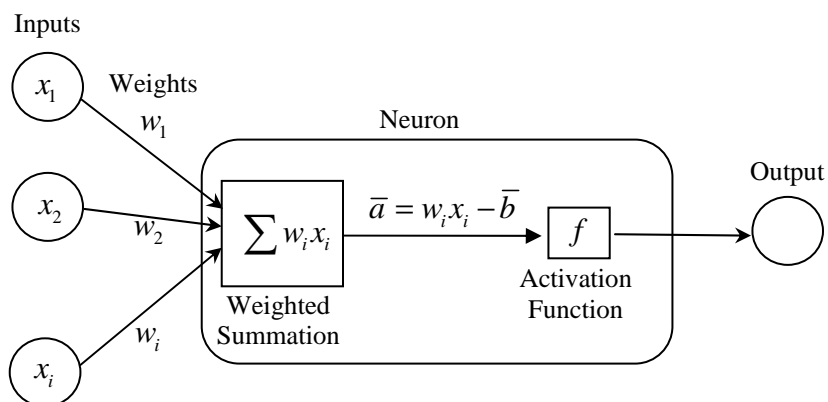 Inputs
x₁
Weights
w₁
Neuron
x₂
w₂
∑ wᵢxᵢ
a̅ = wᵢxᵢ − b̅
f
Output
Weighted
Summation
Activation
Function
wᵢ
xᵢ